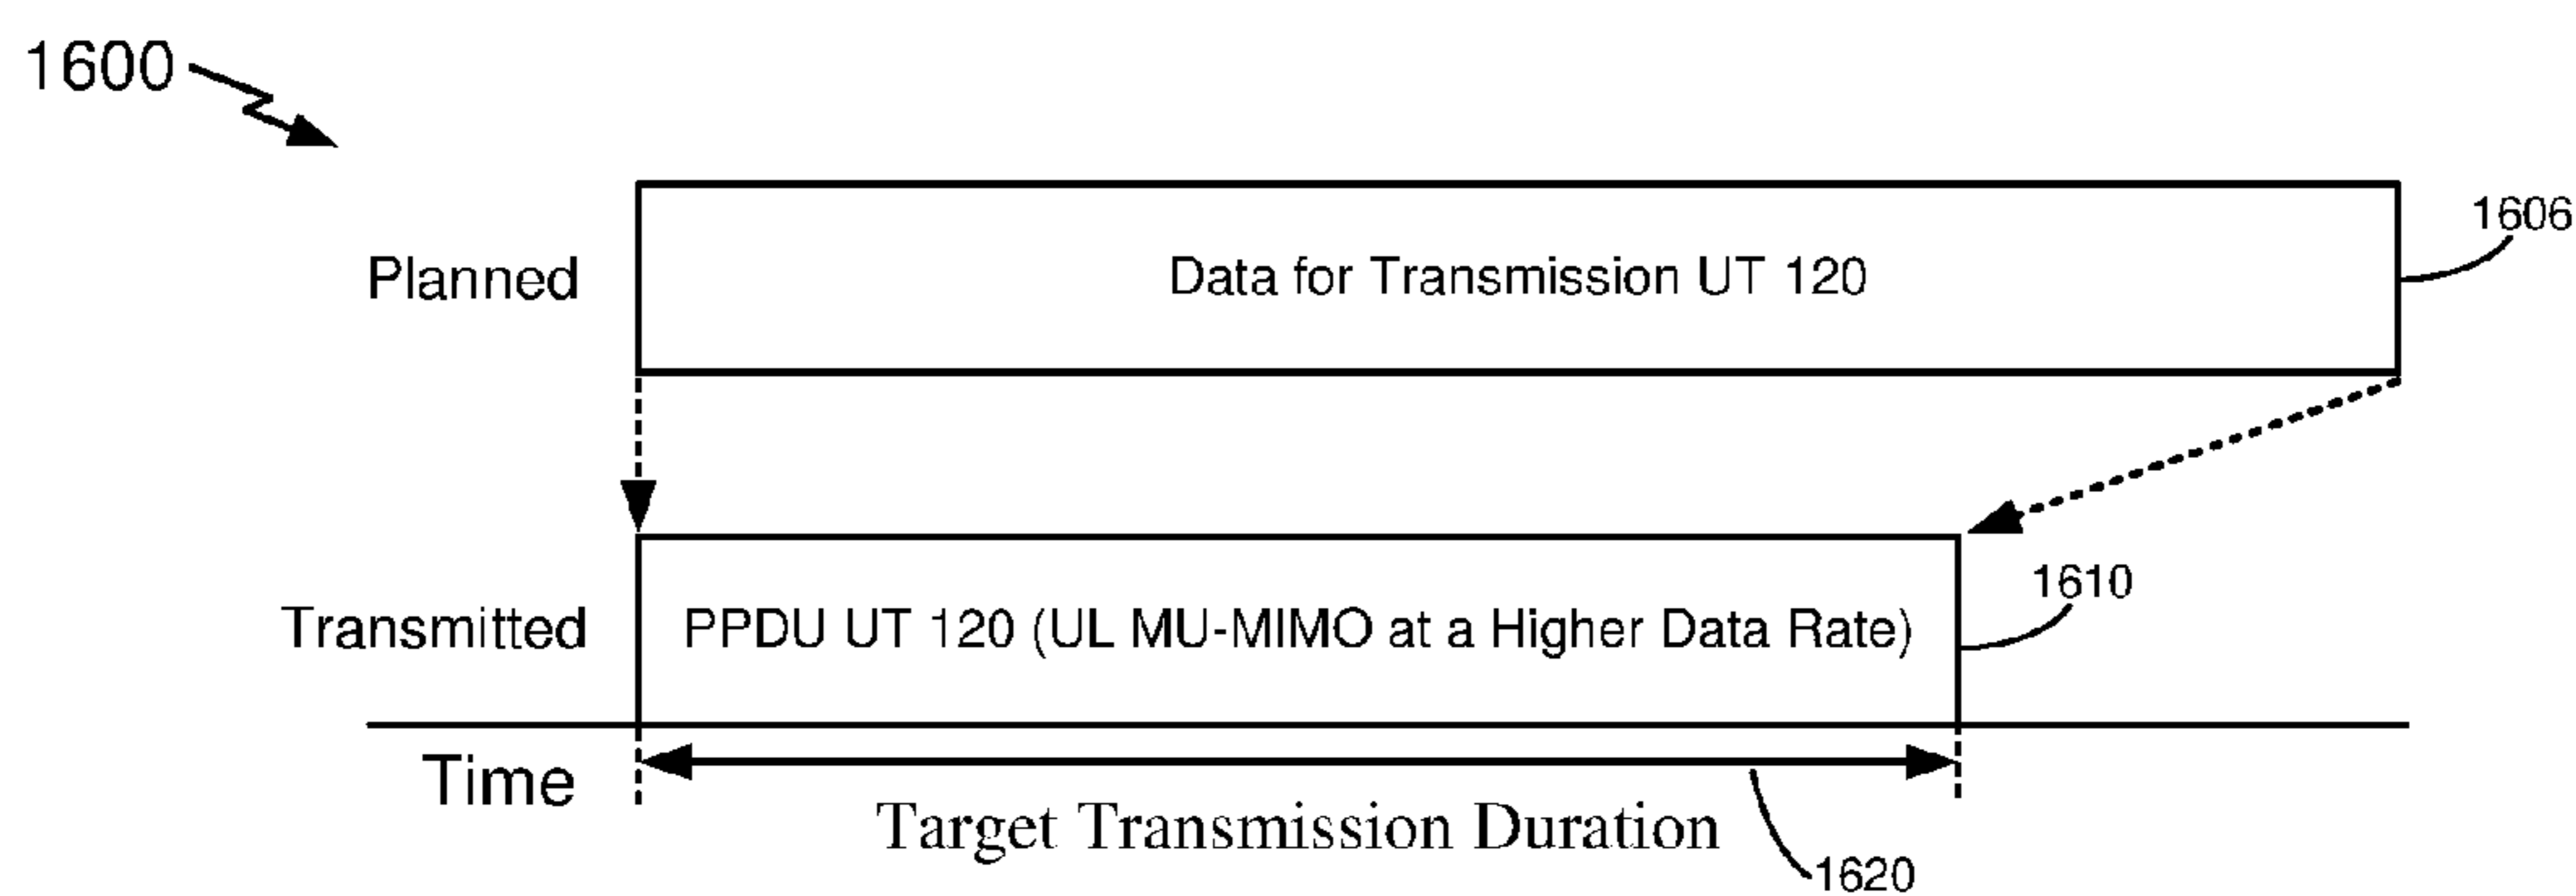 1600
1606
Planned
Data for Transmission UT 120
1610
Transmitted
PPDU UT 120 (UL MU-MIMO at a Higher Data Rate)
Time
Target Transmission Duration
1620